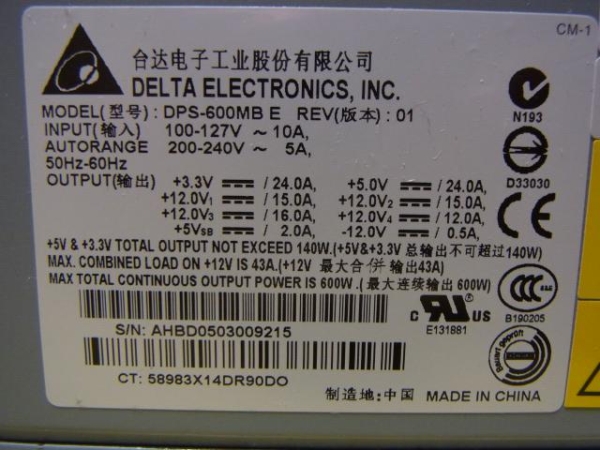 CM-1
台达电子工业股份有限公司
DELTA ELECTRONICS, INC.
MODEL(型号): DPS-600MB E REV(版本): 01
INPUT(输入) 100-127V ~ 10A,
AUTORANGE 200-240V ~ 5A,
50Hz-60Hz
OUTPUT(输出) +3.3V / 24.0A, +5.0V / 24.0A,
+12.0V₁ / 15.0A, +12.0V₂ / 15.0A,
+12.0V₃ / 16.0A, +12.0V₄ / 12.0A,
+5VSB / 2.0A, -12.0V / 0.5A,
+5V & +3.3V TOTAL OUTPUT NOT EXCEED 140W.(+5V&+3.3V 总输出不可超过140W)
MAX. COMBINED LOAD ON +12V IS 43A.(+12V 最大合併输出43A)
MAX TOTAL CONTINUOUS OUTPUT POWER IS 600W.(最大连续输出600W)
S/N: AHBD0503009215
CT: 58983X14DR90DO
N193
D33030
CE
CCC
B190205
c RU US
E131881
Bauart geprüft
制造地:中国 MADE IN CHINA